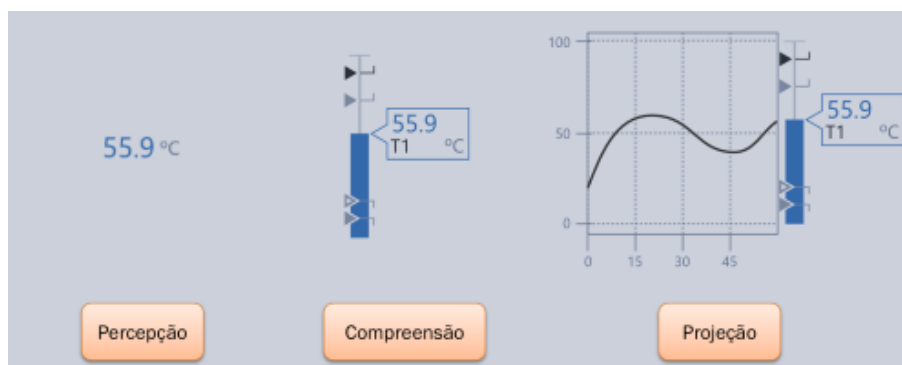 55.9 °C
55.9
T1 °C
100
50
0
0 15 30 45
55.9
T1 °C
Percepção
Compreensão
Projeção